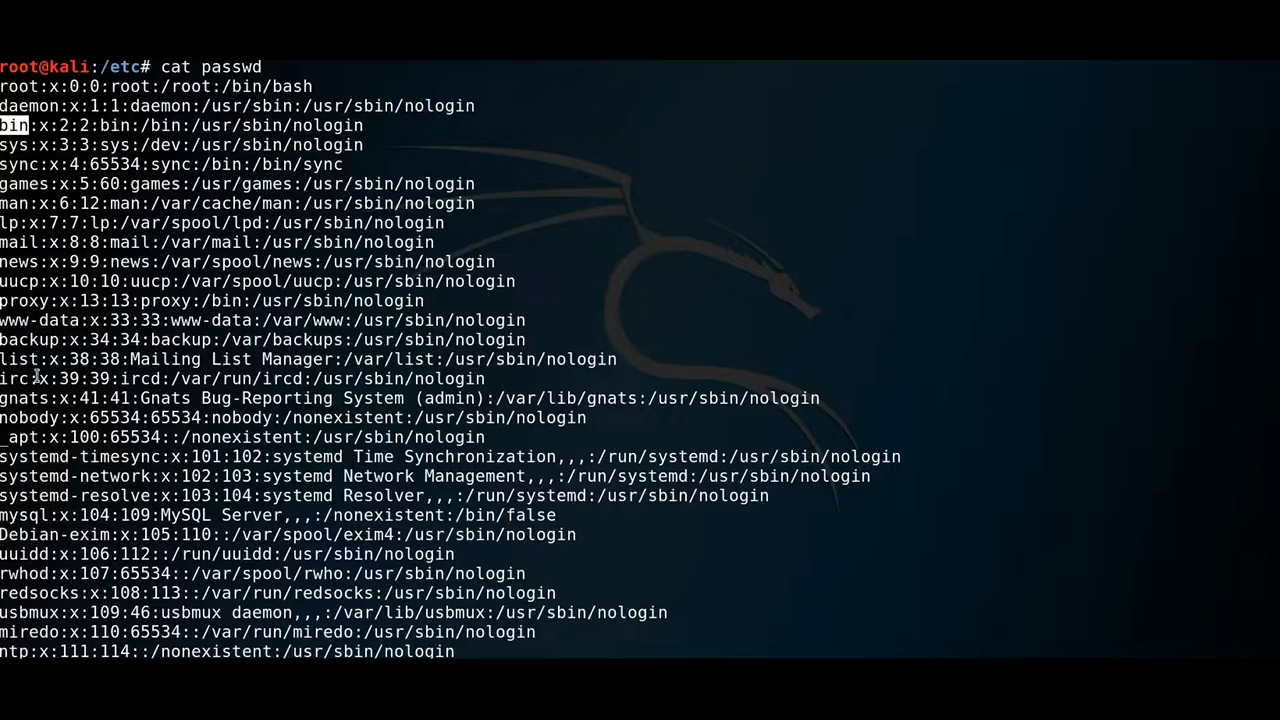 root@kali:/etc# cat passwd
root:x:0:0:root:/root:/bin/bash
daemon:x:1:1:daemon:/usr/sbin:/usr/sbin/nologin
bin:x:2:2:bin:/bin:/usr/sbin/nologin
sys:x:3:3:sys:/dev:/usr/sbin/nologin
sync:x:4:65534:sync:/bin:/bin/sync
games:x:5:60:games:/usr/games:/usr/sbin/nologin
man:x:6:12:man:/var/cache/man:/usr/sbin/nologin
lp:x:7:7:lp:/var/spool/lpd:/usr/sbin/nologin
mail:x:8:8:mail:/var/mail:/usr/sbin/nologin
news:x:9:9:news:/var/spool/news:/usr/sbin/nologin
uucp:x:10:10:uucp:/var/spool/uucp:/usr/sbin/nologin
proxy:x:13:13:proxy:/bin:/usr/sbin/nologin
www-data:x:33:33:www-data:/var/www:/usr/sbin/nologin
backup:x:34:34:backup:/var/backups:/usr/sbin/nologin
list:x:38:38:Mailing List Manager:/var/list:/usr/sbin/nologin
irc:x:39:39:ircd:/var/run/ircd:/usr/sbin/nologin
gnats:x:41:41:Gnats Bug-Reporting System (admin):/var/lib/gnats:/usr/sbin/nologin
nobody:x:65534:65534:nobody:/nonexistent:/usr/sbin/nologin
_apt:x:100:65534::/nonexistent:/usr/sbin/nologin
systemd-timesync:x:101:102:systemd Time Synchronization,,,:/run/systemd:/usr/sbin/nologin
systemd-network:x:102:103:systemd Network Management,,,:/run/systemd:/usr/sbin/nologin
systemd-resolve:x:103:104:systemd Resolver,,,:/run/systemd:/usr/sbin/nologin
mysql:x:104:109:MySQL Server,,,:/nonexistent:/bin/false
Debian-exim:x:105:110::/var/spool/exim4:/usr/sbin/nologin
uuidd:x:106:112::/run/uuidd:/usr/sbin/nologin
rwhod:x:107:65534::/var/spool/rwho:/usr/sbin/nologin
redsocks:x:108:113::/var/run/redsocks:/usr/sbin/nologin
usbmux:x:109:46:usbmux daemon,,,:/var/lib/usbmux:/usr/sbin/nologin
miredo:x:110:65534::/var/run/miredo:/usr/sbin/nologin
ntp:x:111:114::/nonexistent:/usr/sbin/nologin